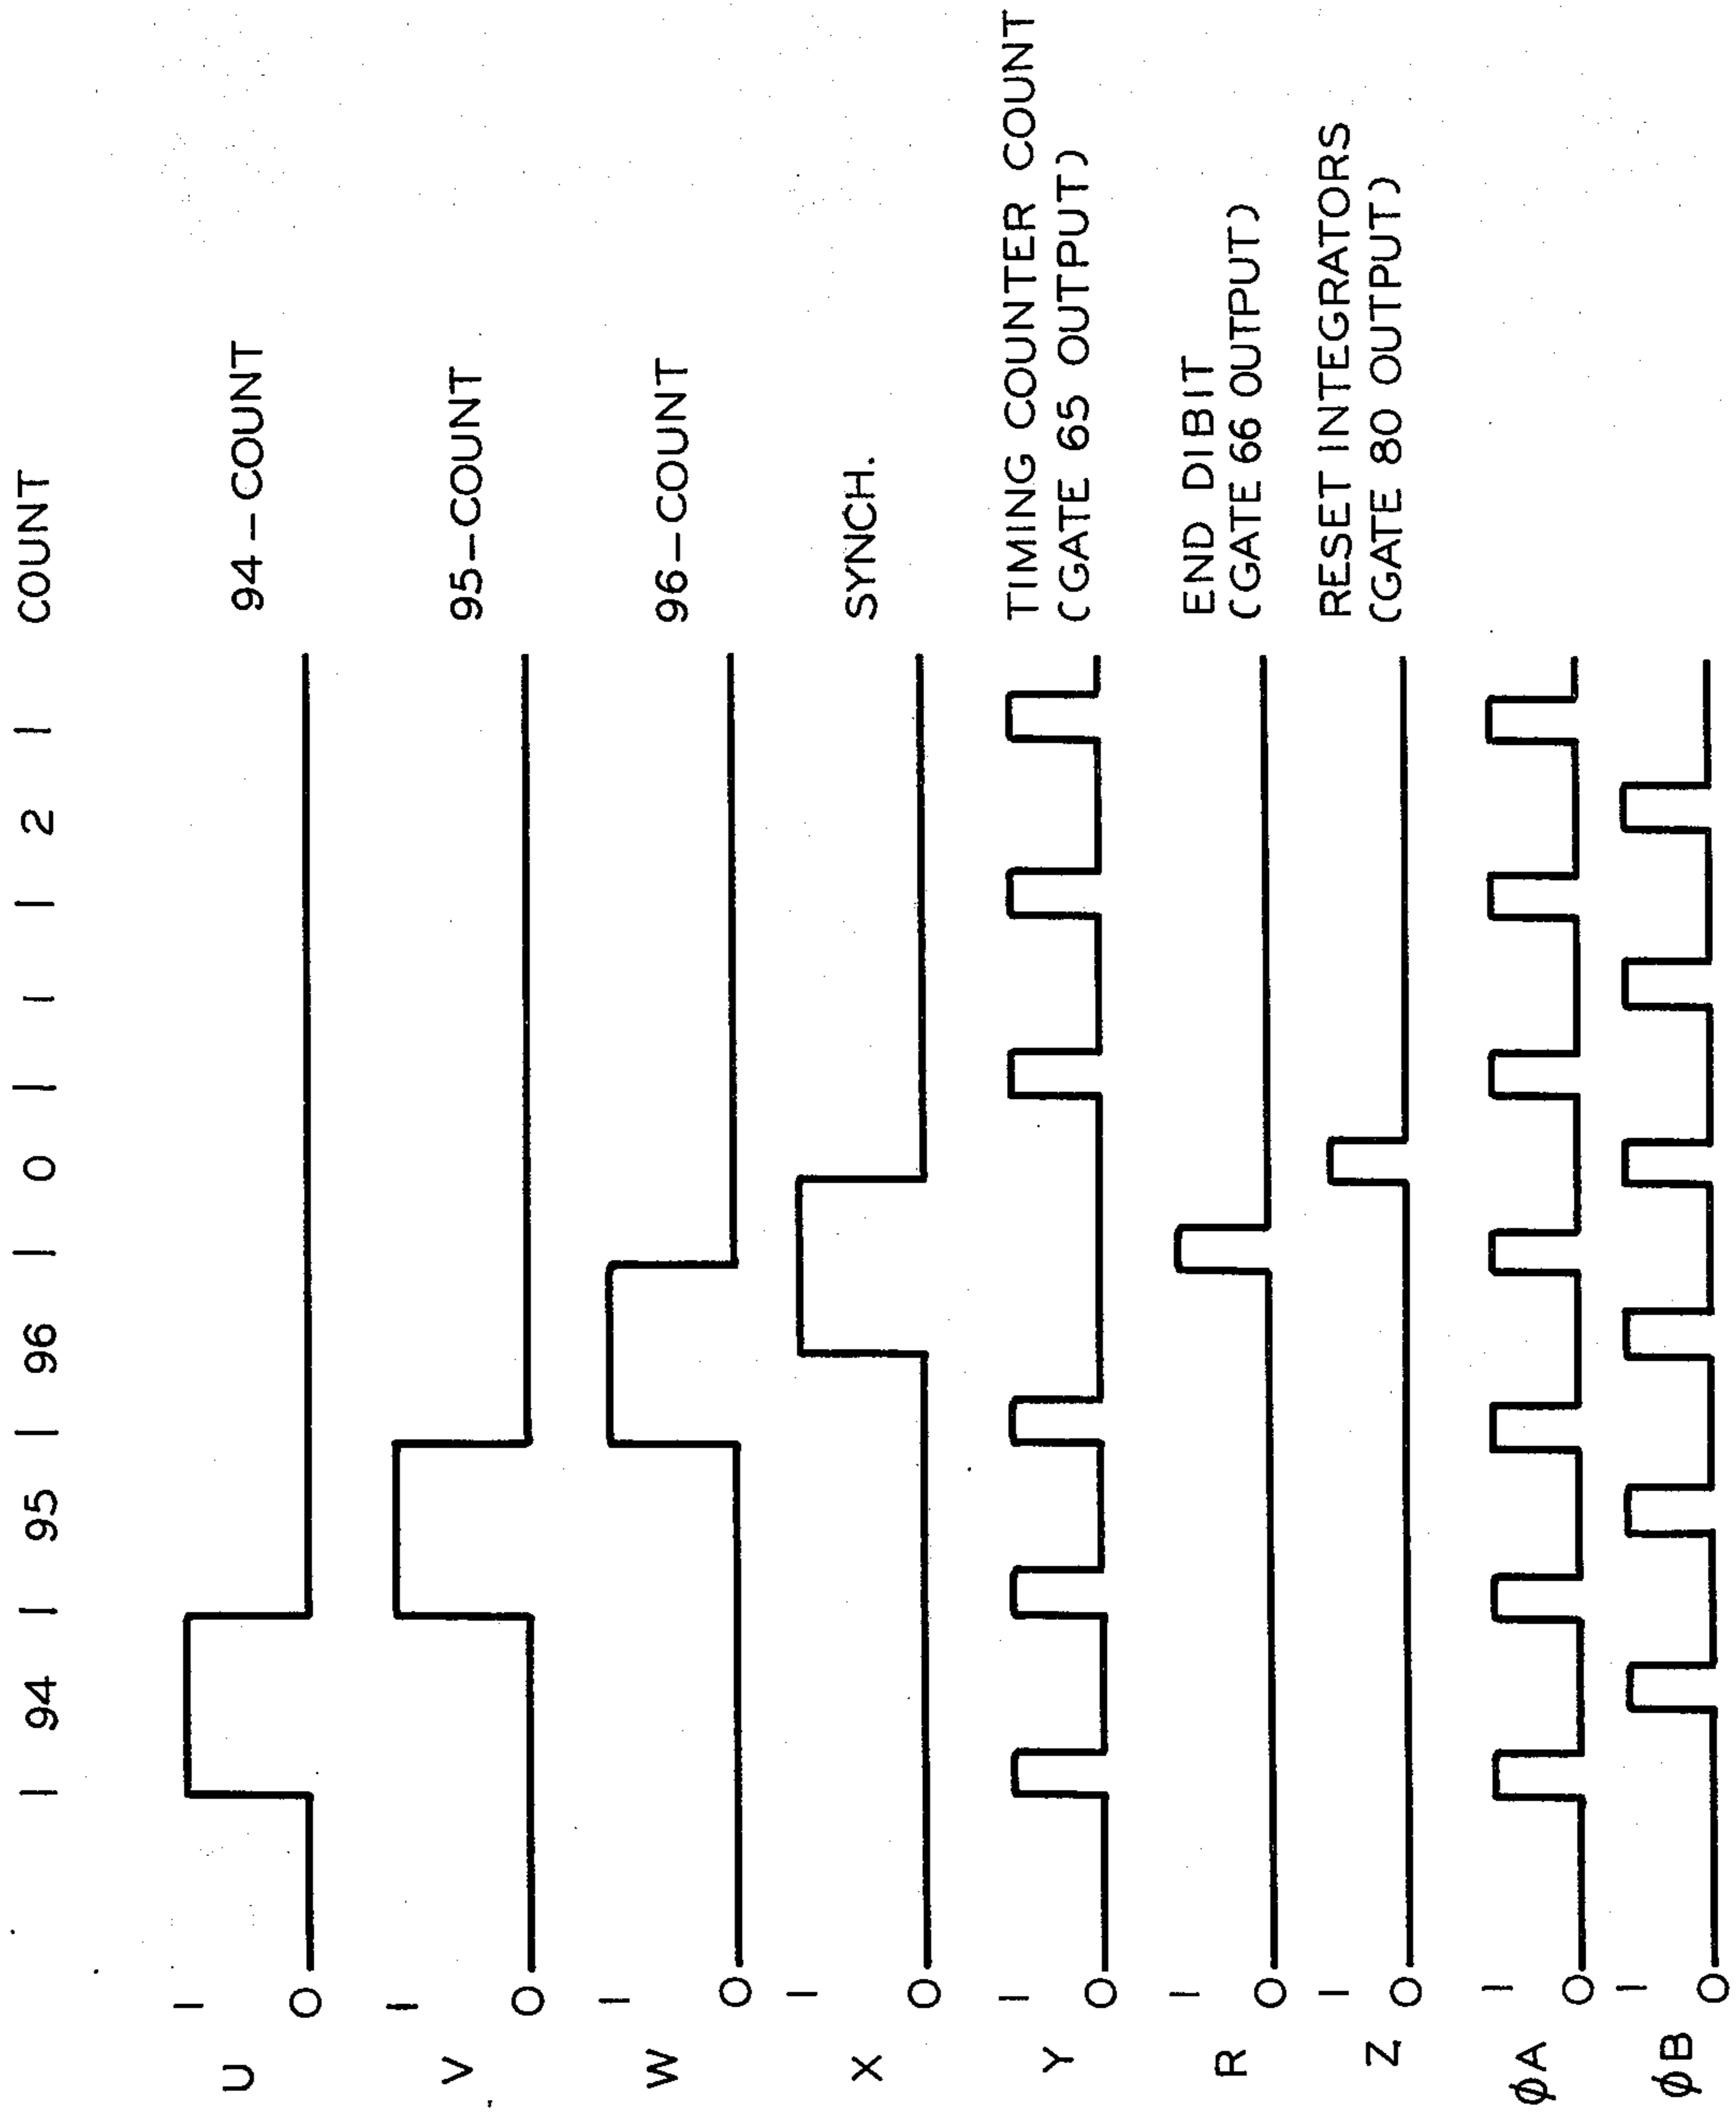 | 94 | 95 | 96 | 0 | 1 | 2 | COUNT
U 1 0 94-COUNT
V 1 0 95-COUNT
W 1 0 96-COUNT
X 1 0 SYNCH.
Y 1 0 TIMING COUNTER COUNT
(GATE 65 OUTPUT)
R 1 0 END DIBIT
(GATE 66 OUTPUT)
Z 1 0 RESET INTEGRATORS
(GATE 80 OUTPUT)
φA 1 0
φB 1 0